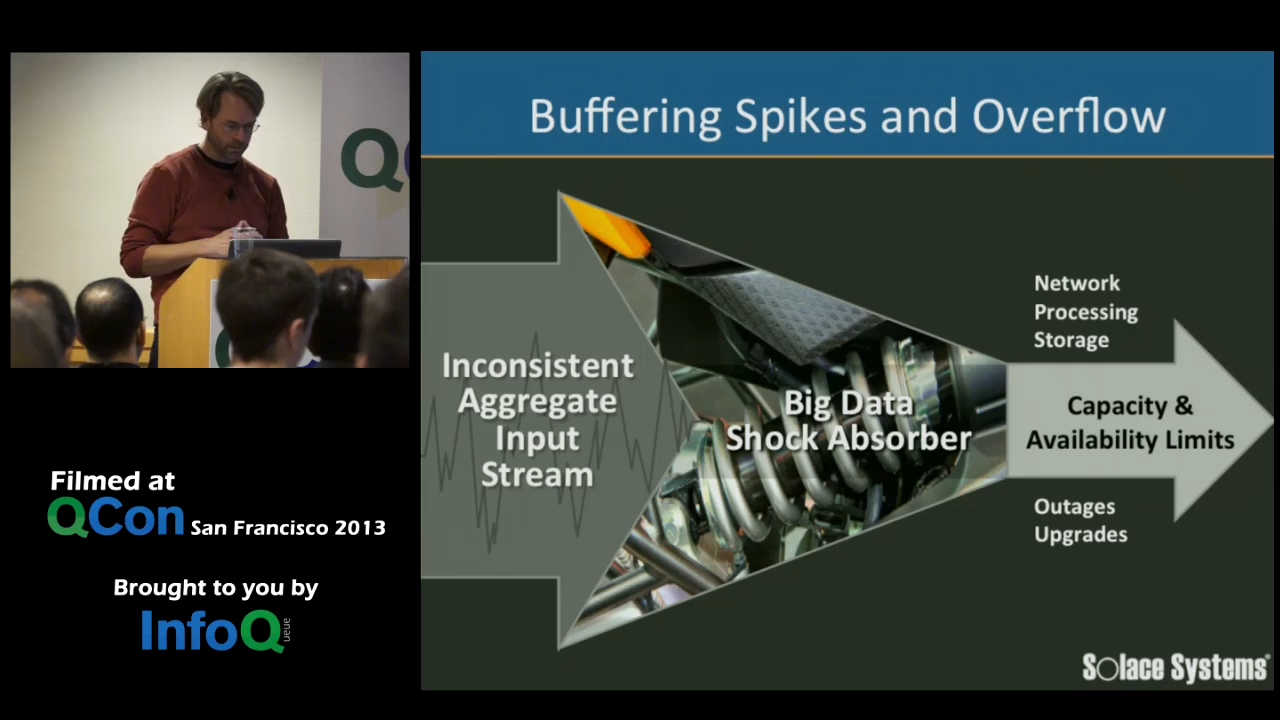 Buffering Spikes and Overflow
Inconsistent
Aggregate
Input
Stream
Big Data
Shock Absorber
Network
Processing
Storage
Capacity &
Availability Limits
Outages
Upgrades
Solace Systems®
Filmed at
QCon San Francisco 2013
Brought to you by
InfoQ
ueue